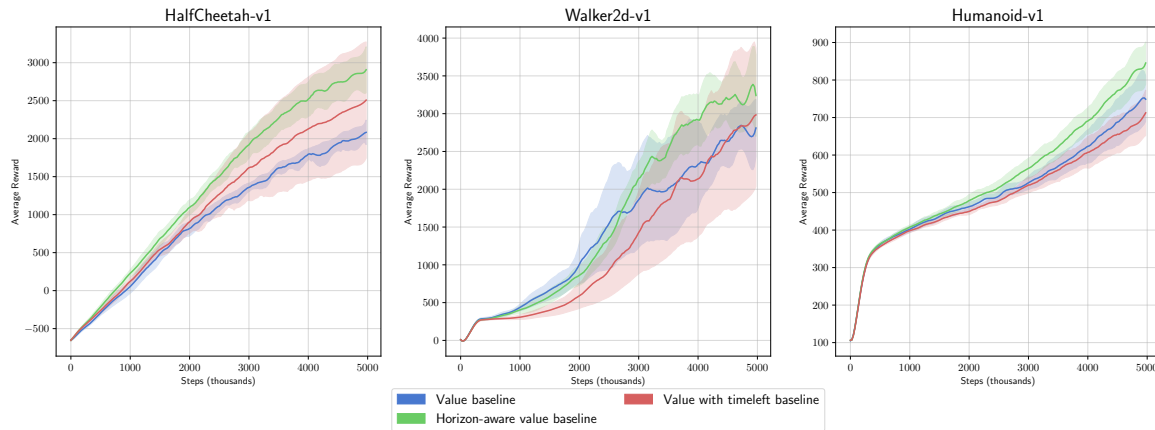 HalfCheetah-v1
3000
2500
2000
1500
1000
500
0
−500
Average Reward
0 1000 2000 3000 4000 5000
Steps (thousands)
Walker2d-v1
4000
3500
3000
2500
2000
1500
1000
500
0
Average Reward
0 1000 2000 3000 4000 5000
Steps (thousands)
Humanoid-v1
900
800
700
600
500
400
300
200
100
Average Reward
0 1000 2000 3000 4000 5000
Steps (thousands)
Value baseline
Horizon-aware value baseline
Value with timeleft baseline